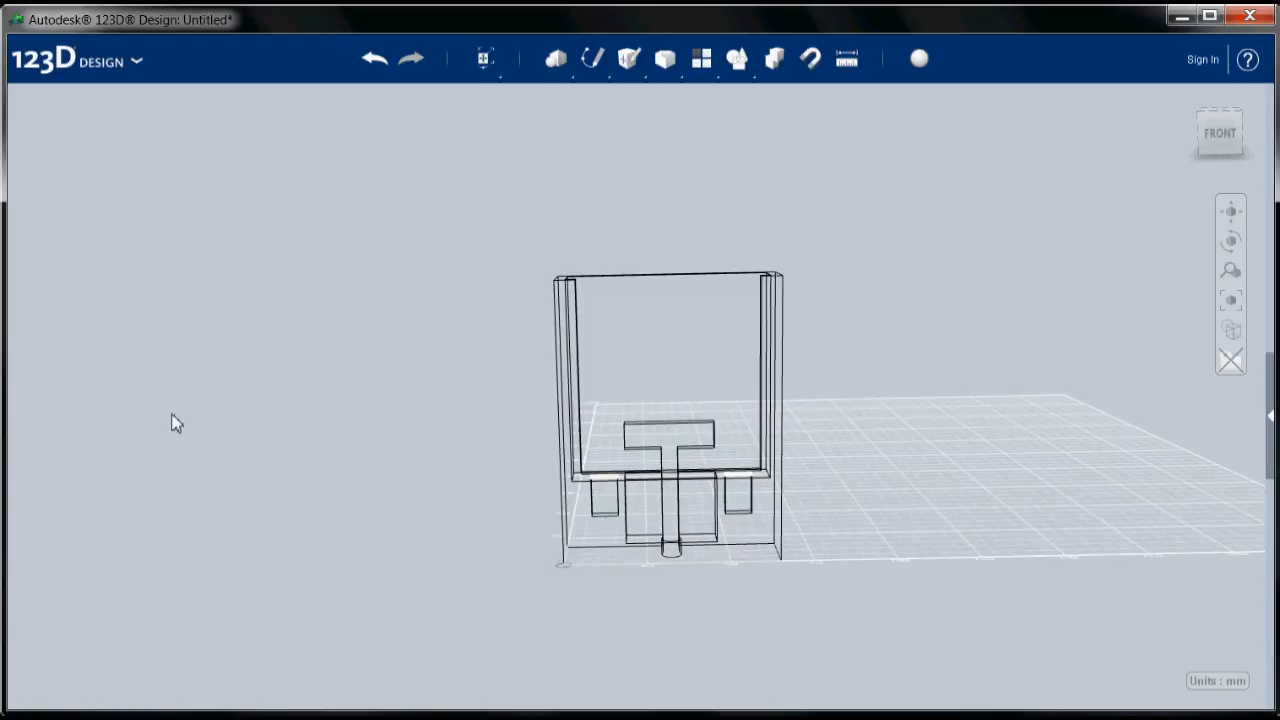 Autodesk® 123D® Design: Untitled*
123D DESIGN
Sign In
?
FRONT
Units : mm